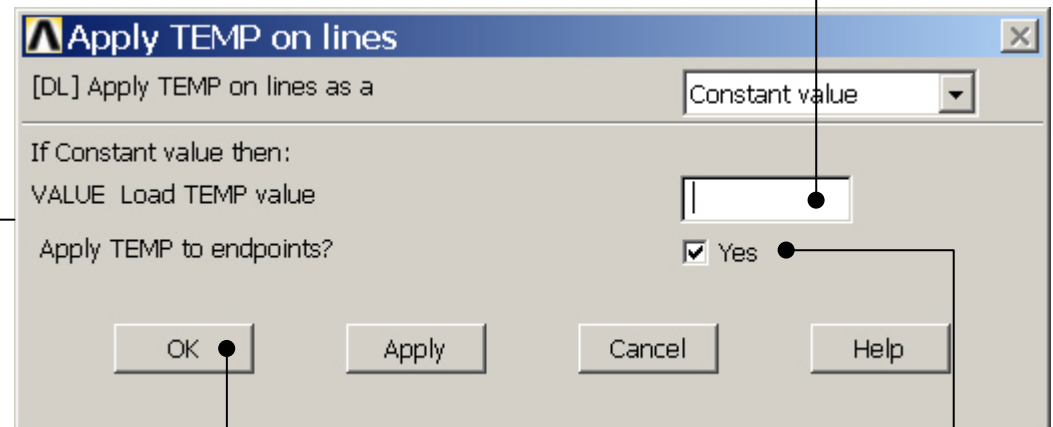 Apply TEMP on lines
[DL] Apply TEMP on lines as a Constant value
If Constant value then:
VALUE Load TEMP value
Apply TEMP to endpoints? Yes
OK Apply Cancel Help